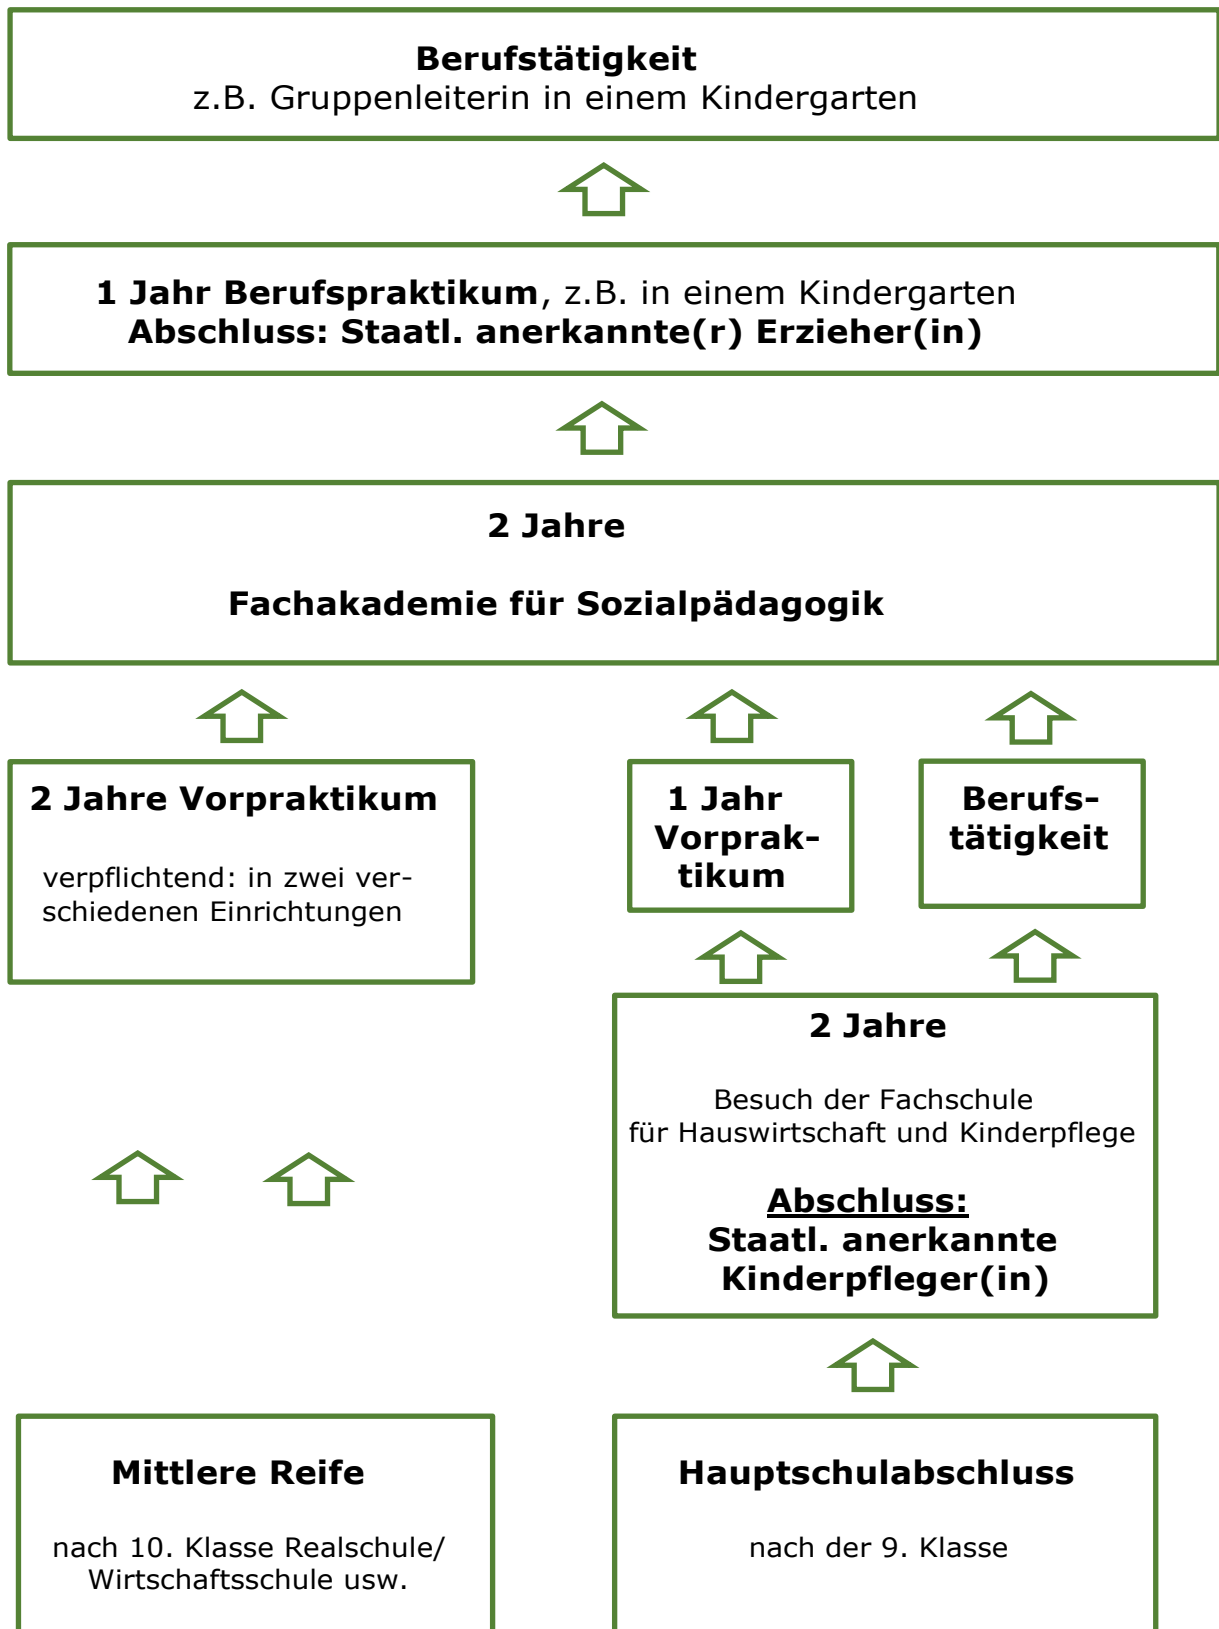 Berufstätigkeit
z.B. Gruppenleiterin in einem Kindergarten
1 Jahr Berufspraktikum, z.B. in einem Kindergarten
Abschluss: Staatl. anerkannte(r) Erzieher(in)
2 Jahre
Fachakademie für Sozialpädagogik
2 Jahre Vorpraktikum
verpflichtend: in zwei ver-
schiedenen Einrichtungen
1 Jahr
Vorprak-
tikum
Berufs-
tätigkeit
2 Jahre
Besuch der Fachschule
für Hauswirtschaft und Kinderpflege
Abschluss:
Staatl. anerkannte
Kinderpfleger(in)
Mittlere Reife
nach 10. Klasse Realschule/
Wirtschaftsschule usw.
Hauptschulabschluss
nach der 9. Klasse